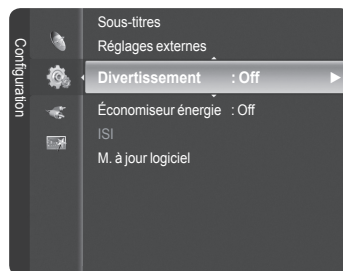 Configuration
Sous-titres
Réglages externes
Divertissement : Off
Économiseur énergie : Off
ISI
M. à jour logiciel